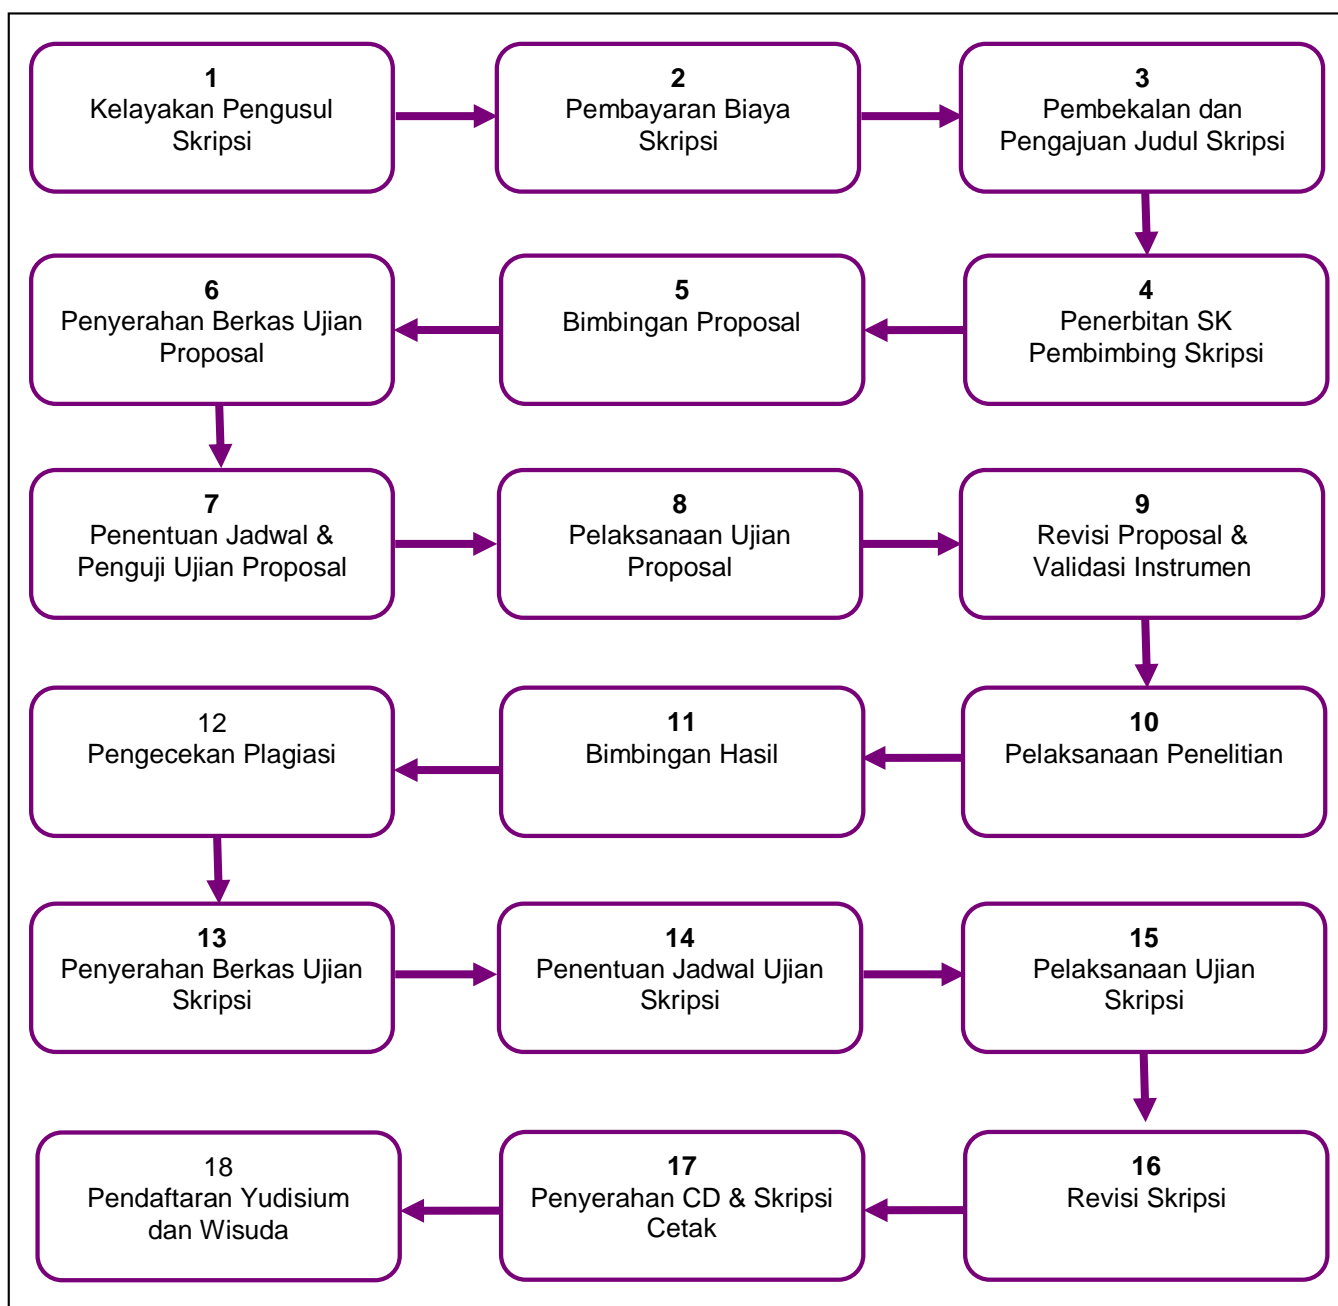 1
Kelayakan Pengusul
Skripsi
2
Pembayaran Biaya
Skripsi
3
Pembekalan dan
Pengajuan Judul Skripsi
4
Penerbitan SK
Pembimbing Skripsi
5
Bimbingan Proposal
6
Penyerahan Berkas Ujian
Proposal
7
Penentuan Jadwal &
Penguji Ujian Proposal
8
Pelaksanaan Ujian
Proposal
9
Revisi Proposal &
Validasi Instrumen
10
Pelaksanaan Penelitian
11
Bimbingan Hasil
12
Pengecekan Plagiasi
13
Penyerahan Berkas Ujian
Skripsi
14
Penentuan Jadwal Ujian
Skripsi
15
Pelaksanaan Ujian
Skripsi
16
Revisi Skripsi
17
Penyerahan CD & Skripsi
Cetak
18
Pendaftaran Yudisium
dan Wisuda